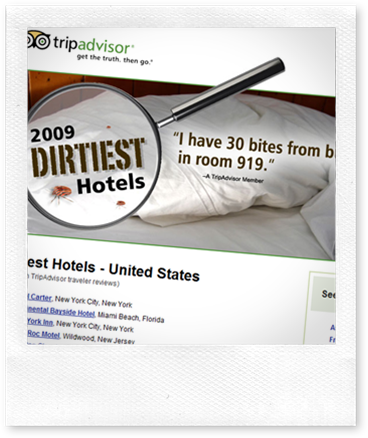 tripadvisor®
get the truth. then go.®
2009
DIRTIEST
Hotels
"I have 30 bites from b
in room 919."
–A TripAdvisor Member
est Hotels - United States
TripAdvisor traveler reviews)
Carter, New York City, New York
mental Bayside Hotel, Miami Beach, Florida
York Inn, New York City, New York
Roc Motel, Wildwood, New Jersey
See
A